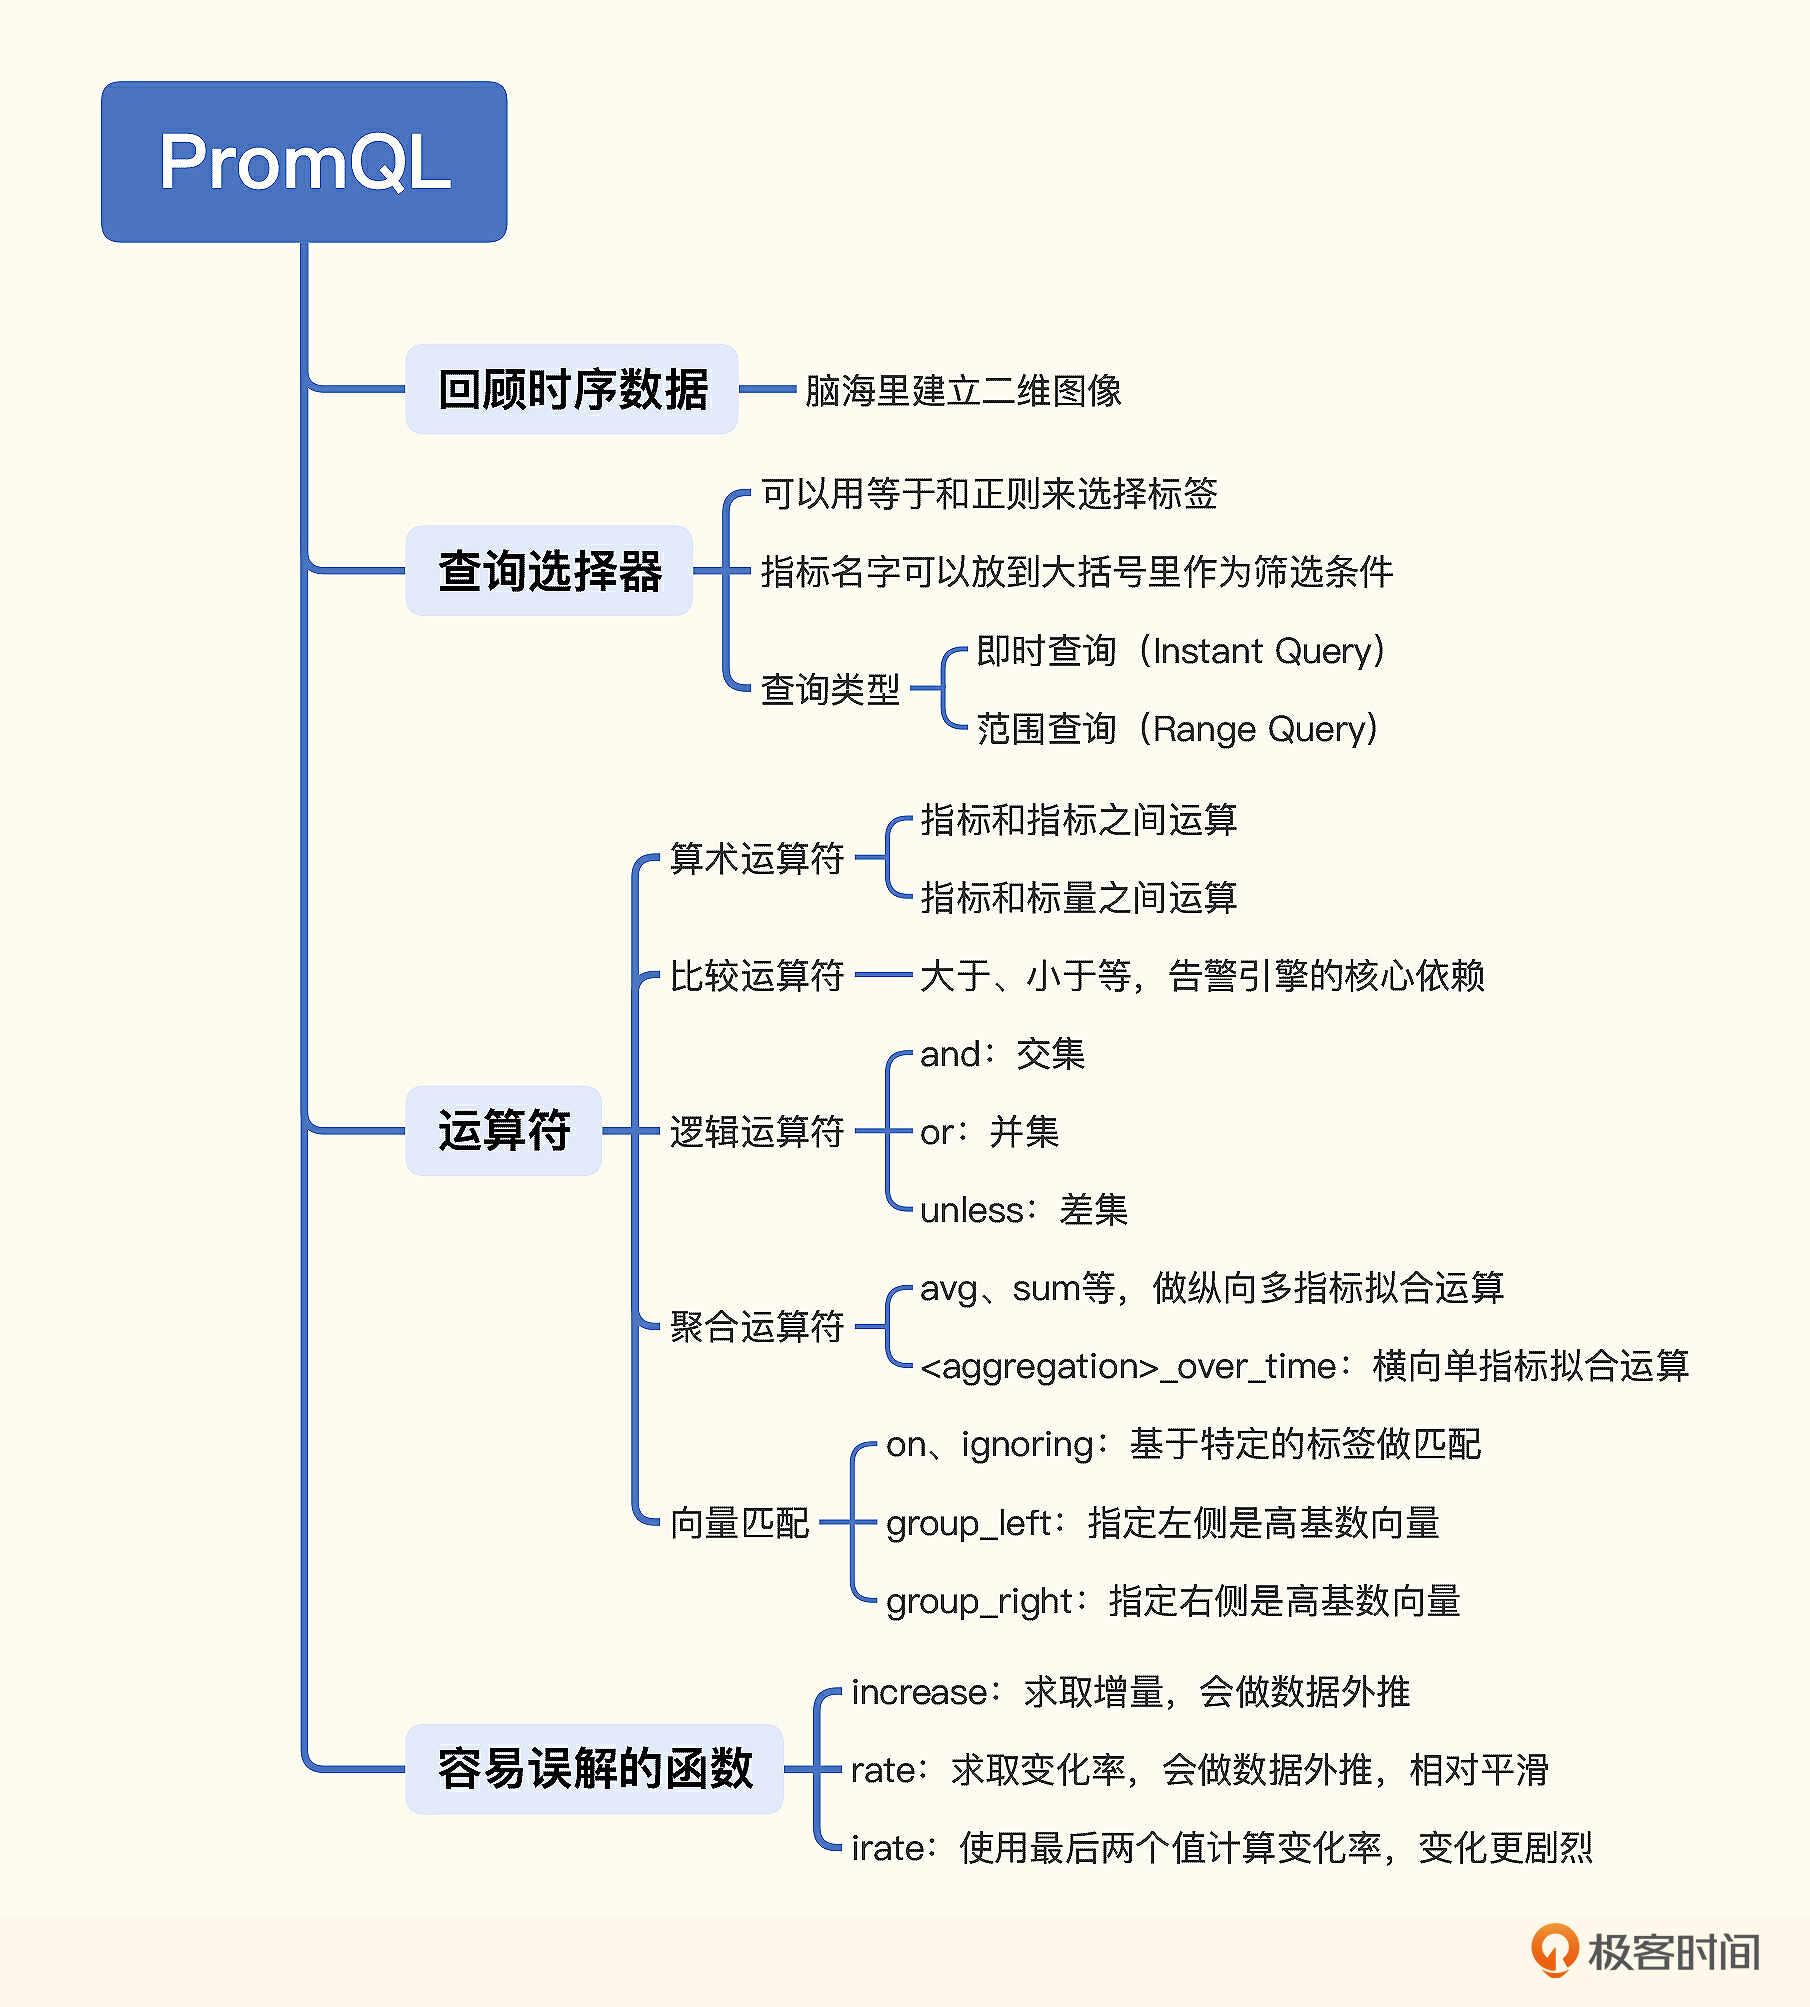 PromQL
回顾时序数据
脑海里建立二维图像
查询选择器
可以用等于和正则来选择标签
指标名字可以放到大括号里作为筛选条件
查询类型
即时查询（Instant Query）
范围查询（Range Query）
运算符
算术运算符
指标和指标之间运算
指标和标量之间运算
比较运算符
大于、小于等，告警引擎的核心依赖
逻辑运算符
and：交集
or：并集
unless：差集
聚合运算符
avg、sum等，做纵向多指标拟合运算
<aggregation>_over_time：横向单指标拟合运算
向量匹配
on、ignoring：基于特定的标签做匹配
group_left：指定左侧是高基数向量
group_right：指定右侧是高基数向量
容易误解的函数
increase：求取增量，会做数据外推
rate：求取变化率，会做数据外推，相对平滑
irate：使用最后两个值计算变化率，变化更剧烈
极客时间